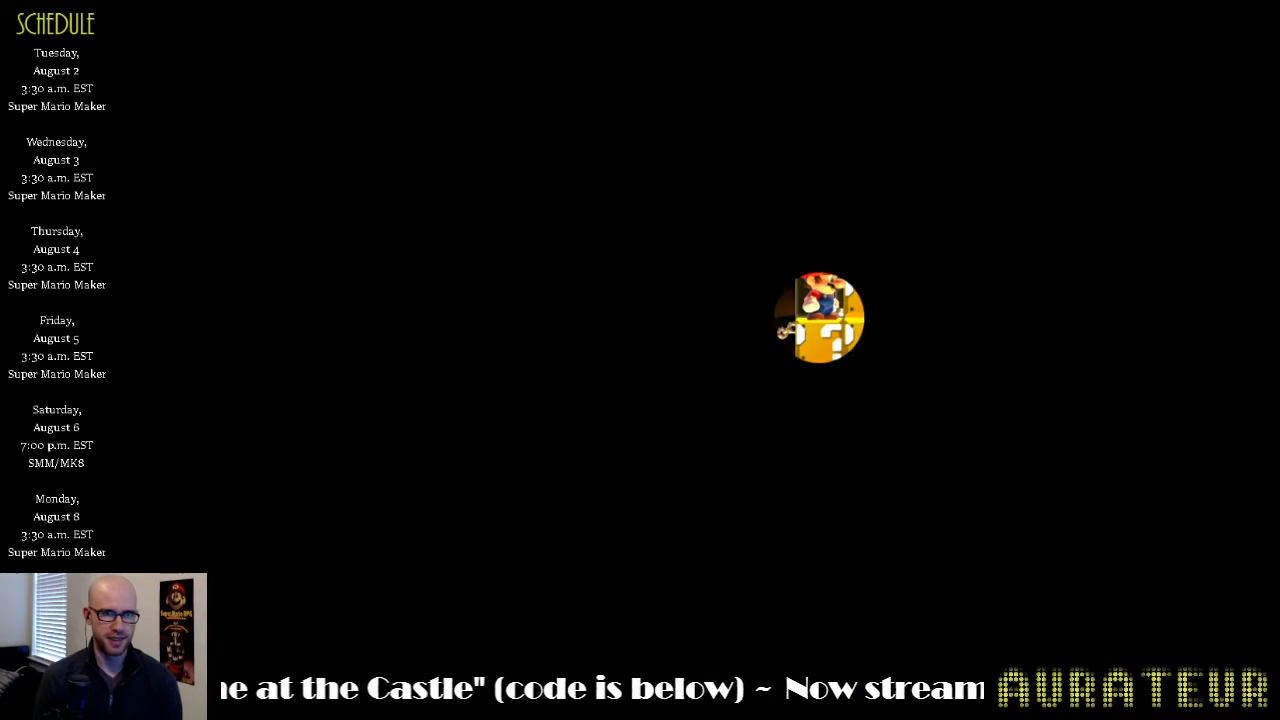 SCHEDULE
Tuesday,
August 2
3:30 a.m. EST
Super Mario Maker
Wednesday,
August 3
3:30 a.m. EST
Super Mario Maker
Thursday,
August 4
3:30 a.m. EST
Super Mario Maker
Friday,
August 5
3:30 a.m. EST
Super Mario Maker
Saturday,
August 6
7:00 p.m. EST
SMM/MK8
Monday,
August 8
3:30 a.m. EST
Super Mario Maker
Super Mario RPG
?
e at the Castle" (code is below) ~ Now stream
AURATEUR